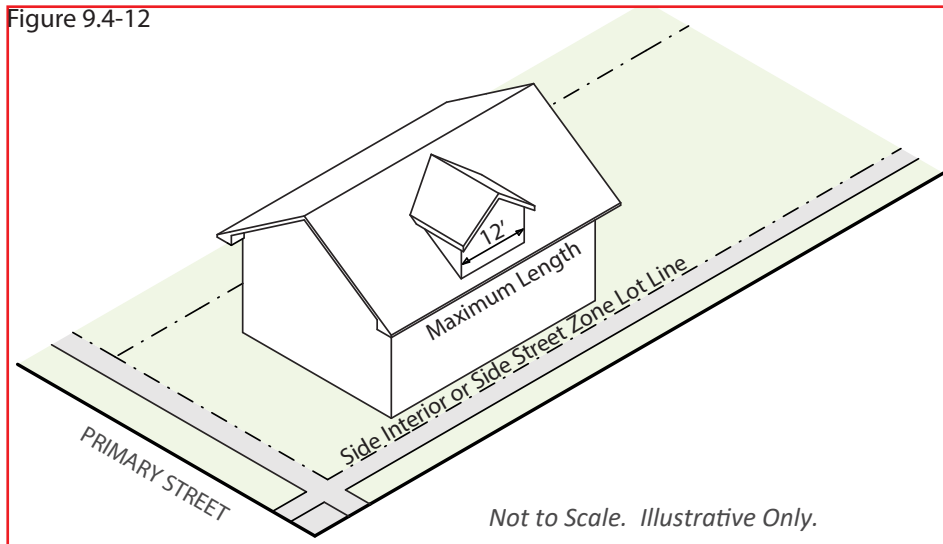 Figure 9.4-12
12'
Maximum Length
Side Interior or Side Street Zone Lot Line
PRIMARY STREET
Not to Scale. Illustrative Only.